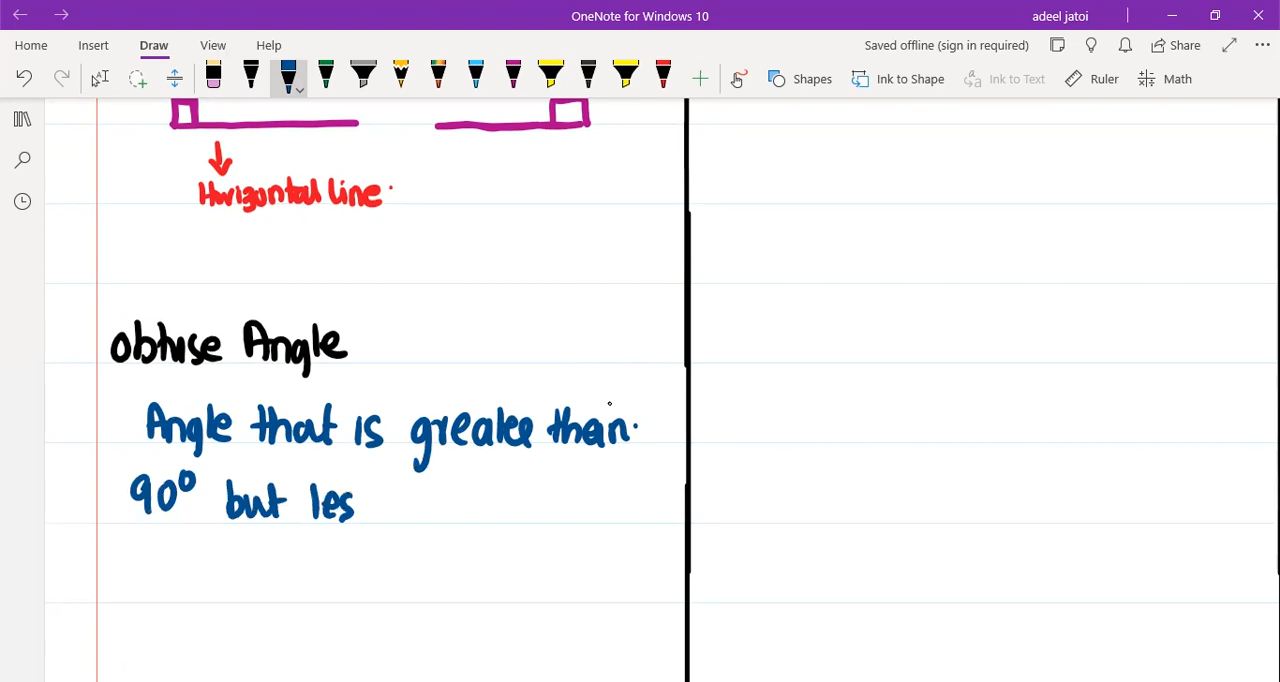 OneNote for Windows 10
adeel jatoi
Home Insert Draw View Help
Saved offline (sign in required)
Share
Shapes
Ink to Shape
Ink to Text
Ruler
Math
Horizontal line.
obtuse Angle
Angle that is greater than.
90° but les